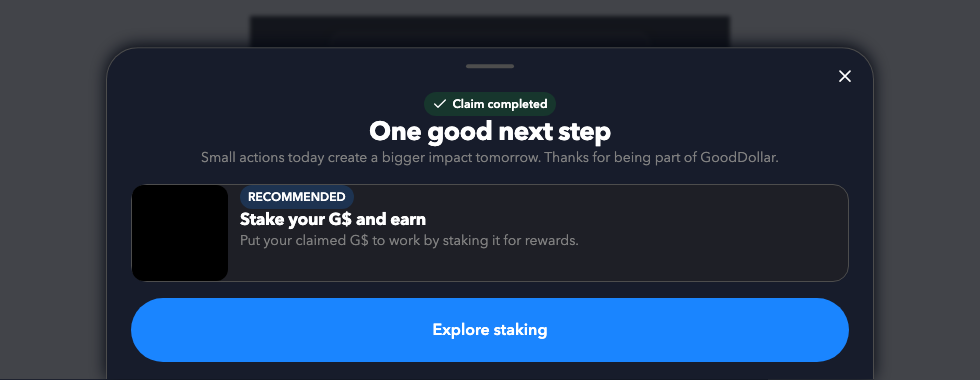 Claim completed
One good next step
Small actions today create a bigger impact tomorrow. Thanks for being part of GoodDollar.
RECOMMENDED
Stake your G$ and earn
Put your claimed G$ to work by staking it for rewards.
Explore staking